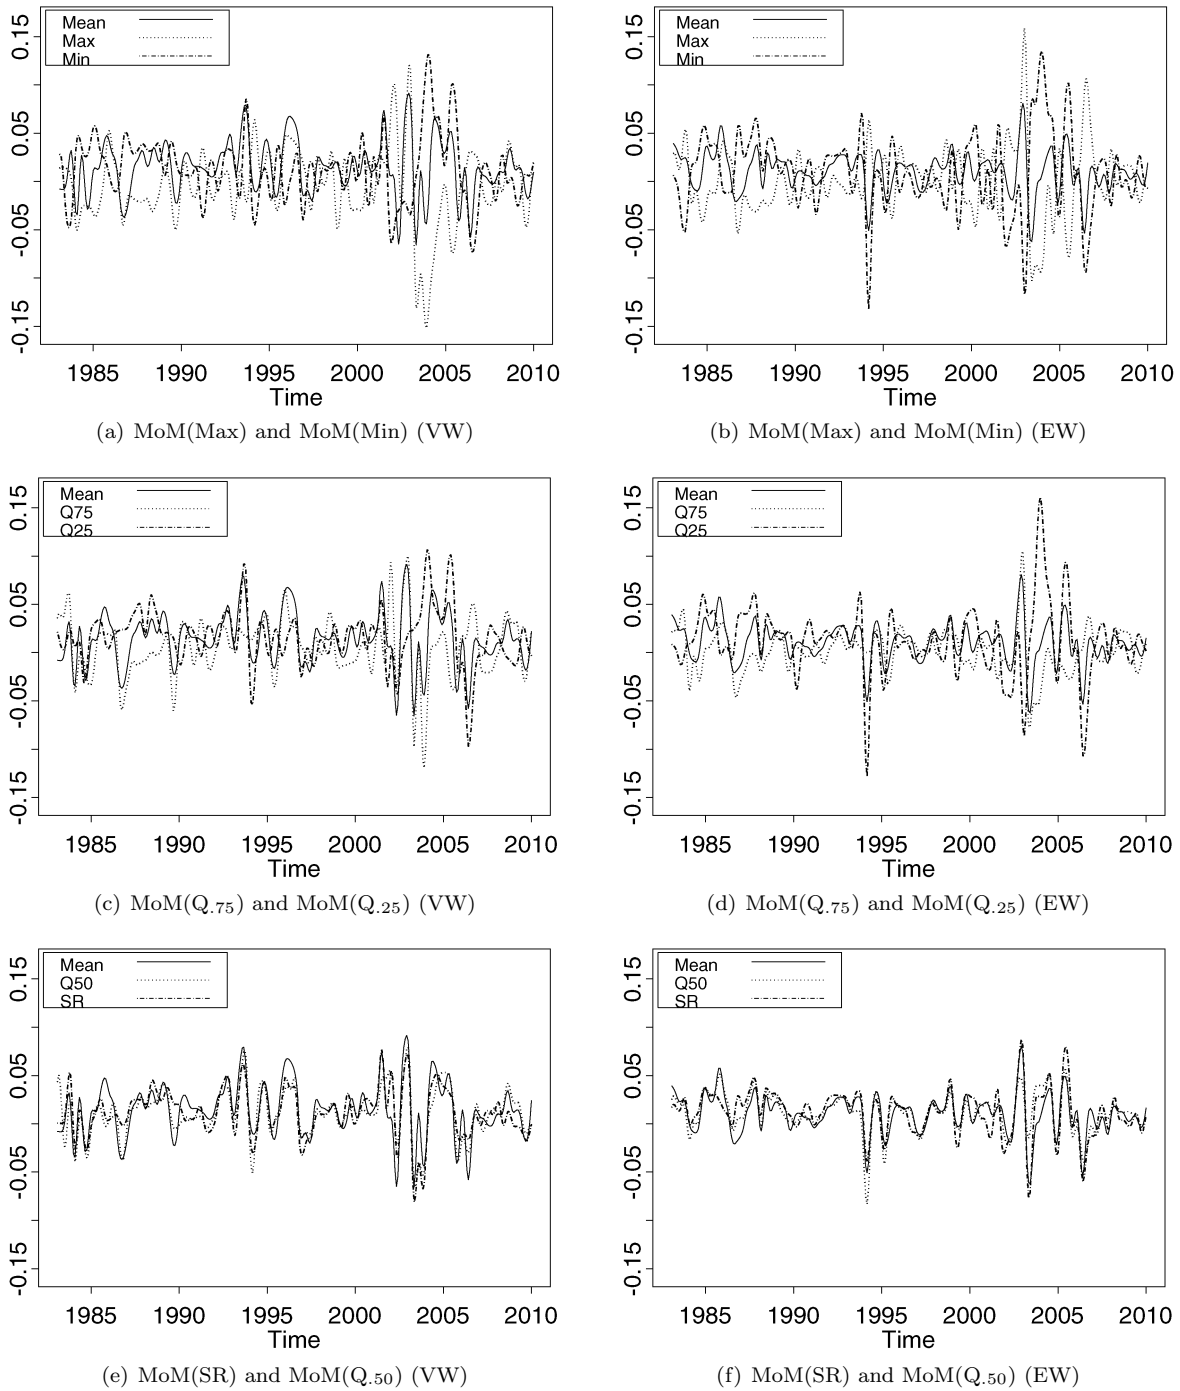 Mean
Max
Min
0.15
0.05
-0.05
-0.15
1985 1990 1995 2000 2005 2010
Time
(a) MoM(Max) and MoM(Min) (VW)
Mean
Max
Min
0.15
0.05
-0.05
-0.15
1985 1990 1995 2000 2005 2010
Time
(b) MoM(Max) and MoM(Min) (EW)
Mean
Q75
Q25
0.15
0.05
-0.05
-0.15
1985 1990 1995 2000 2005 2010
Time
(c) MoM(Q.75) and MoM(Q.25) (VW)
Mean
Q75
Q25
0.15
0.05
-0.05
-0.15
1985 1990 1995 2000 2005 2010
Time
(d) MoM(Q.75) and MoM(Q.25) (EW)
Mean
Q50
SR
0.15
0.05
-0.05
-0.15
1985 1990 1995 2000 2005 2010
Time
(e) MoM(SR) and MoM(Q.50) (VW)
Mean
Q50
SR
0.15
0.05
-0.05
-0.15
1985 1990 1995 2000 2005 2010
Time
(f) MoM(SR) and MoM(Q.50) (EW)